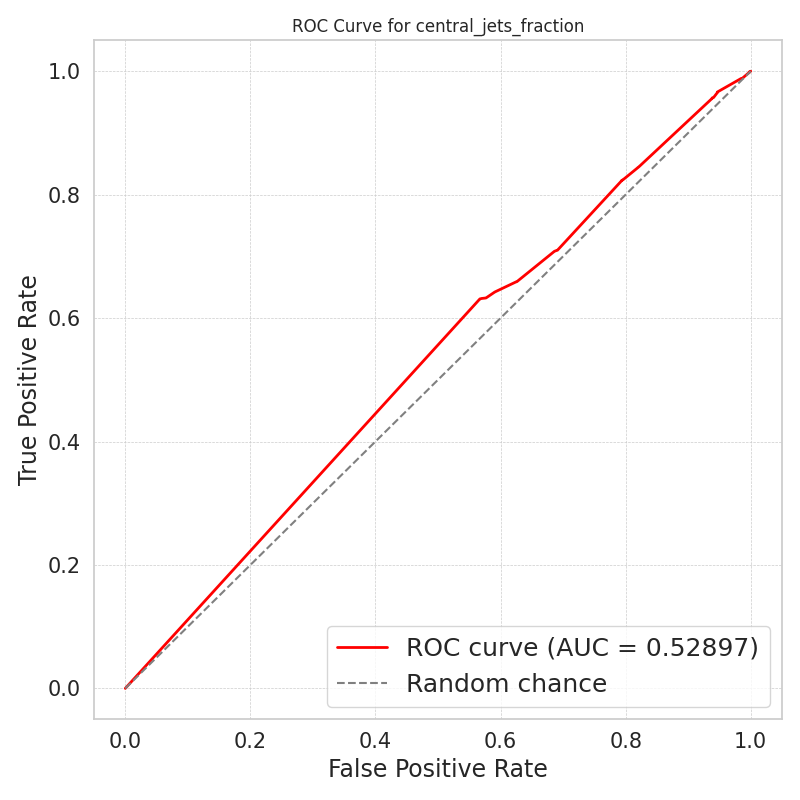 ROC Curve for central_jets_fraction
1.0
0.8
0.6
0.4
0.2
0.0
True Positive Rate
ROC curve (AUC = 0.52897)
Random chance
0.0 0.2 0.4 0.6 0.8 1.0
False Positive Rate